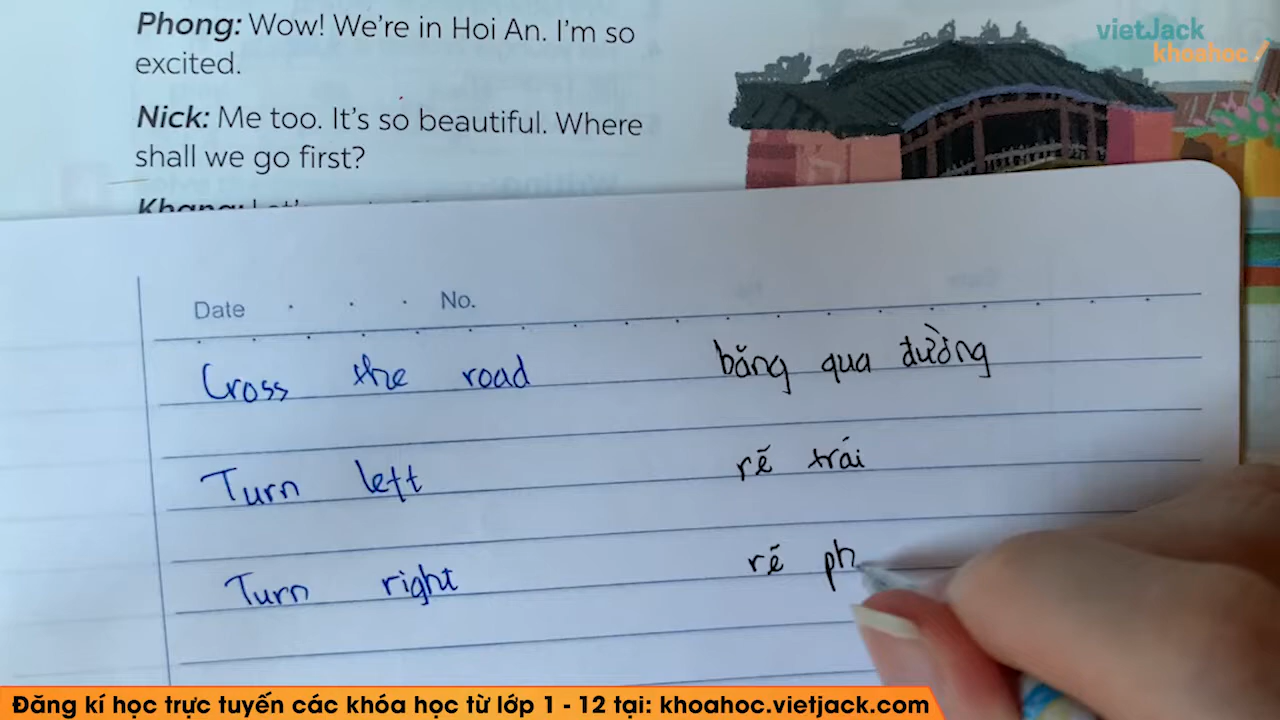 Phong: Wow! We're in Hoi An. I'm so
excited.
Nick: Me too. It's so beautiful. Where
shall we go first?
Khang: Let's
vietJack
khoahoc
Date No.
Cross the road băng qua đường
Turn left rẽ trái
Turn right rẽ ph
Đăng kí học trực tuyến các khóa học từ lớp 1 - 12 tại: khoahoc.vietjack.com